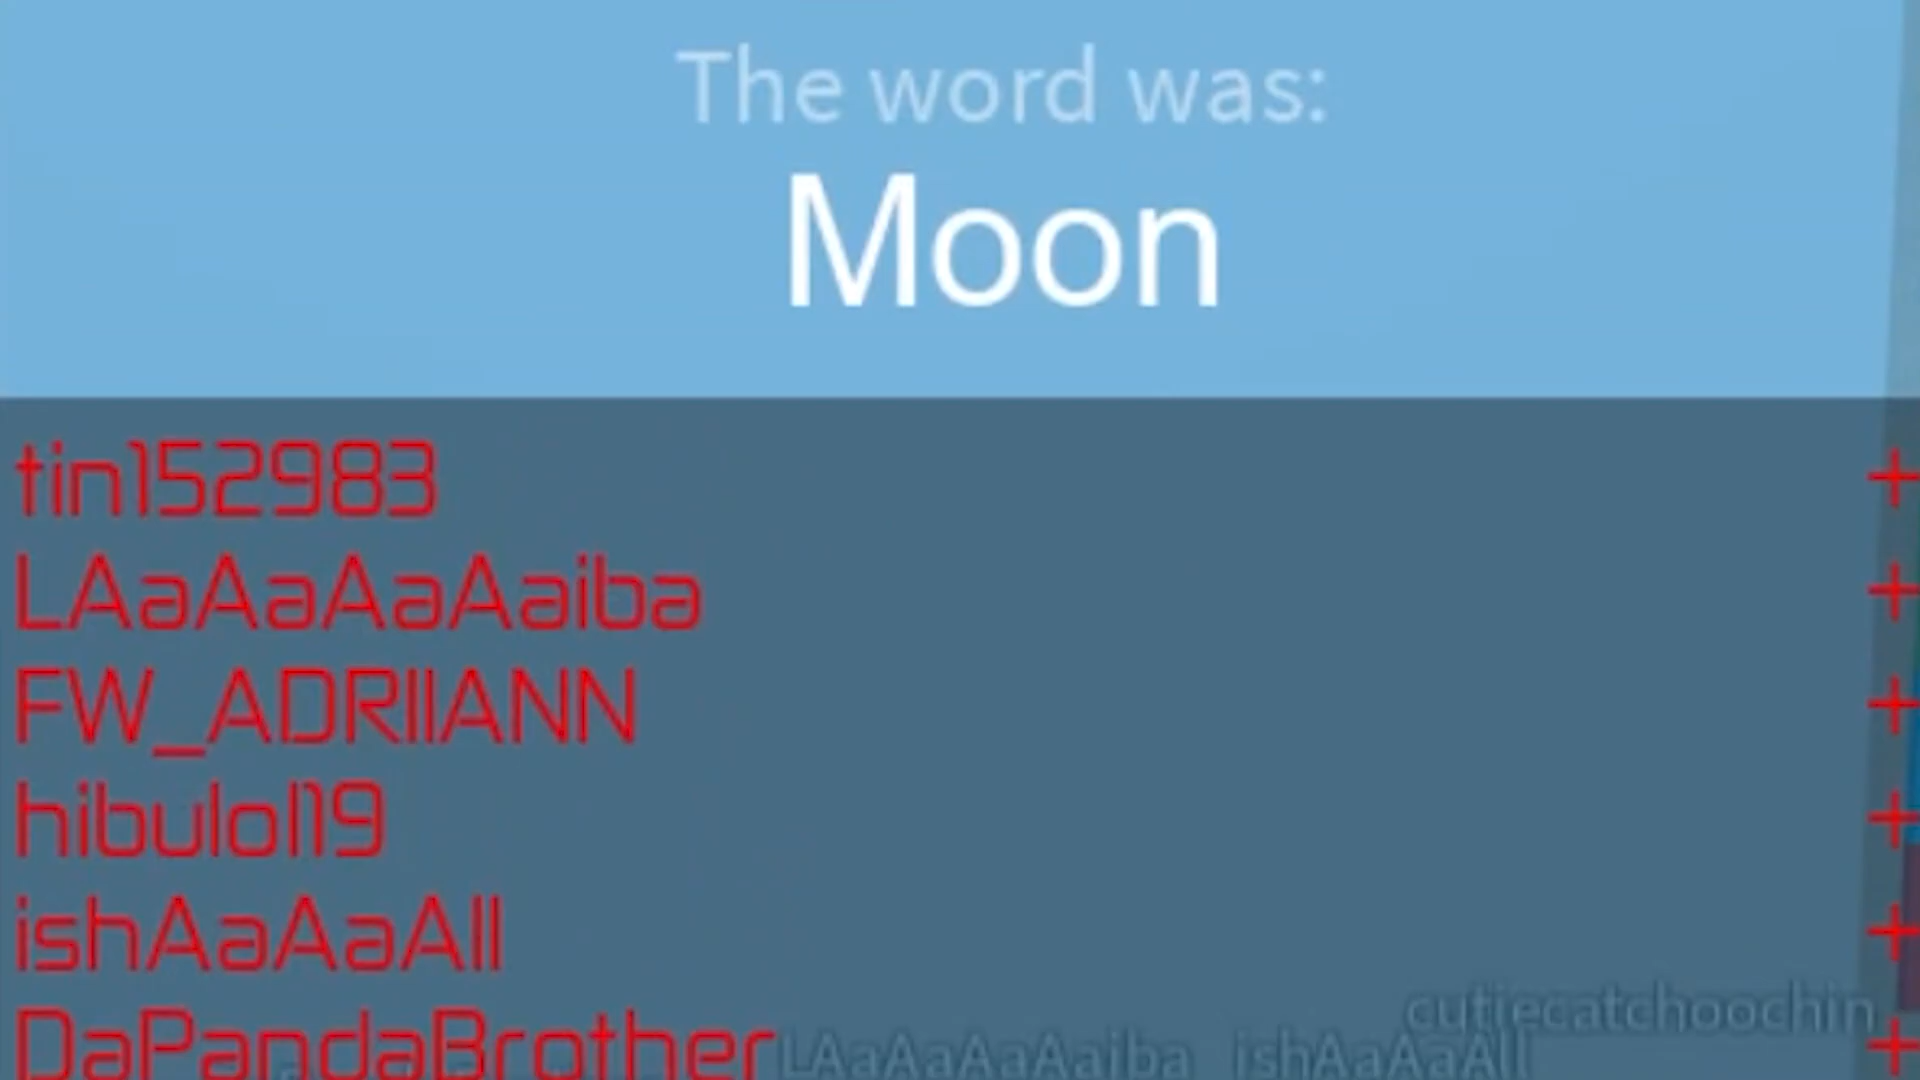 The word was:
Moon
tin152983 +
LAaAaAaAaiba +
FW_ADRIIANN +
hibulol19 +
ishAaAaAll +
cutiecatchoochin
DaPandaBrother LAaAaAaAaiba ishAaAaAll +